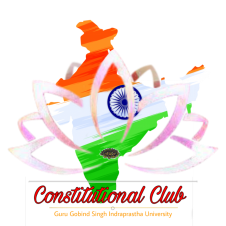 Constitutional Club
Guru Gobind Singh Indraprastha University